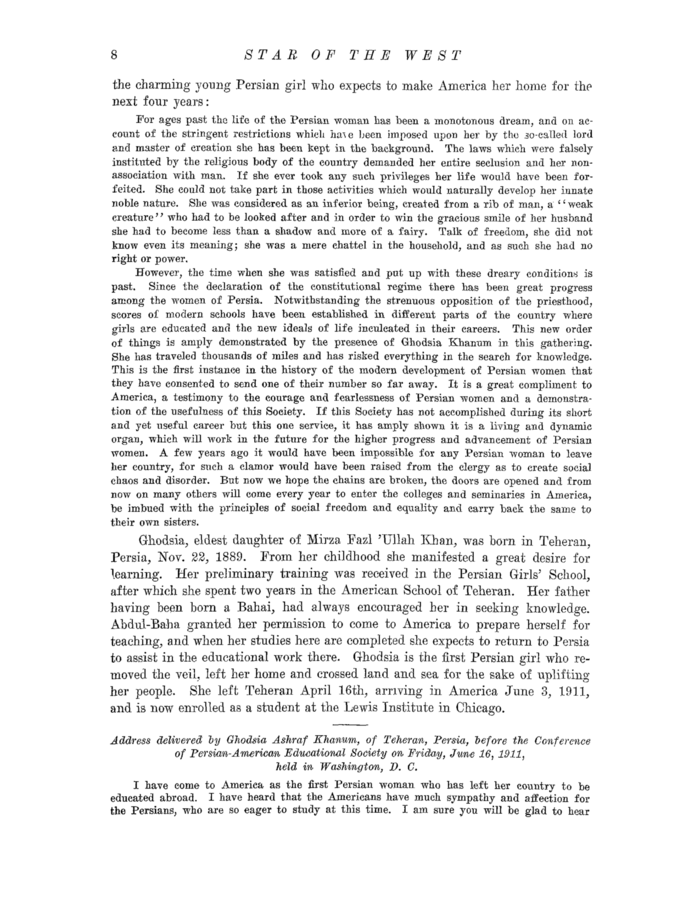 8 STAR OF THE WEST
the charming young Persian girl who expects to make America her home for the
next four years:
For ages past the life of the Persian woman has been a monotonous dream, and on ac-
count of the stringent restrictions which have been imposed upon her by the so-called lord
and master of creation she has been kept in the background. The laws which were falsely
instituted by the religious body of the country demanded her entire seclusion and her non-
association with man. If she ever took any such privileges her life would have been for-
feited. She could not take part in those activities which would naturally develop her innate
noble nature. She was considered as an inferior being, created from a rib of man, a ‘‘weak
creature’’ who had to be looked after and in order to win the gracious smile of her husband
she had to become less than a shadow and more of a fairy. Talk of freedom, she did not
know even its meaning; she was a mere chattel in the household, and as such she had no
right or power.
However, the time when she was satisfied and put up with these dreary conditions is
past. Since the declaration of the constitutional regime there has been great progress
among the women of Persia. Notwithstanding the strenuous opposition of the priesthood,
scores of modern schools have been established in different parts of the country where
girls are educated and the new ideals of life inculcated in their careers. This new order
of things is amply demonstrated by the presence of Ghodsia Khanum in this gathering.
She has traveled thousands of miles and has risked everything in the search for knowledge.
This is the first instance in the history of the modern development of Persian women that
they have consented to send one of their number so far away. It is a great compliment to
America, a testimony to the courage and fearlessness of Persian women and a demonstra-
tion of the usefulness of this Society. If this Society has not accomplished during its short
and yet useful career but this one service, it has amply shown it is a living and dynamic
organ, which will work in the future for the higher progress and advancement of Persian
women. A few years ago it would have been impossible for any Persian woman to leave
her country, for such a clamor would have been raised from the clergy as to create social
chaos and disorder. But now we hope the chains are broken, the doors are opened and from
now on many others will come every year to enter the colleges and seminaries in America,
be imbued with the principles of social freedom and equality and carry back the same to
their own sisters.
Ghodsia, eldest daughter of Mirza Fazl 'Ullah Khan, was born in Teheran,
Persia, Nov. 22, 1889. From her childhood she manifested a great desire for
learning. Her preliminary training was received in the Persian Girls' School,
after which she spent two years in the American School of Teheran. Her father
having been born a Bahai, had always encouraged her in seeking knowledge.
Abdul-Baha granted her permission to come to America to prepare herself for
teaching, and when her studies here are completed she expects to return to Persia
to assist in the educational work there. Ghodsia is the first Persian girl who re-
moved the veil, left her home and crossed land and sea for the sake of uplifting
her people. She left Teheran April 16th, arriving in America June 3, 1911,
and is now enrolled as a student at the Lewis Institute in Chicago.
Address delivered by Ghodsia Ashraf Khanum, of Teheran, Persia, before the Conference
of Persian-American Educational Society on Friday, June 16, 1911,
held in Washington, D. C.
I have come to America as the first Persian woman who has left her country to be
educated abroad. I have heard that the Americans have much sympathy and affection for
the Persians, who are so eager to study at this time. I am sure you will be glad to hear